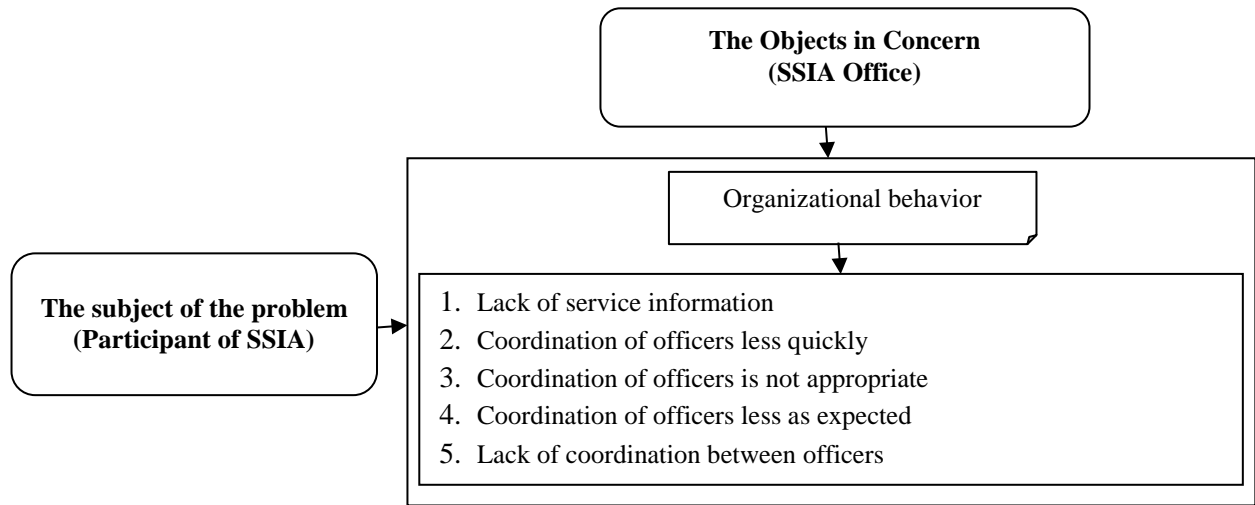 The Objects in Concern
(SSIA Office)
Organizational behavior
The subject of the problem
(Participant of SSIA)
1. Lack of service information
2. Coordination of officers less quickly
3. Coordination of officers is not appropriate
4. Coordination of officers less as expected
5. Lack of coordination between officers